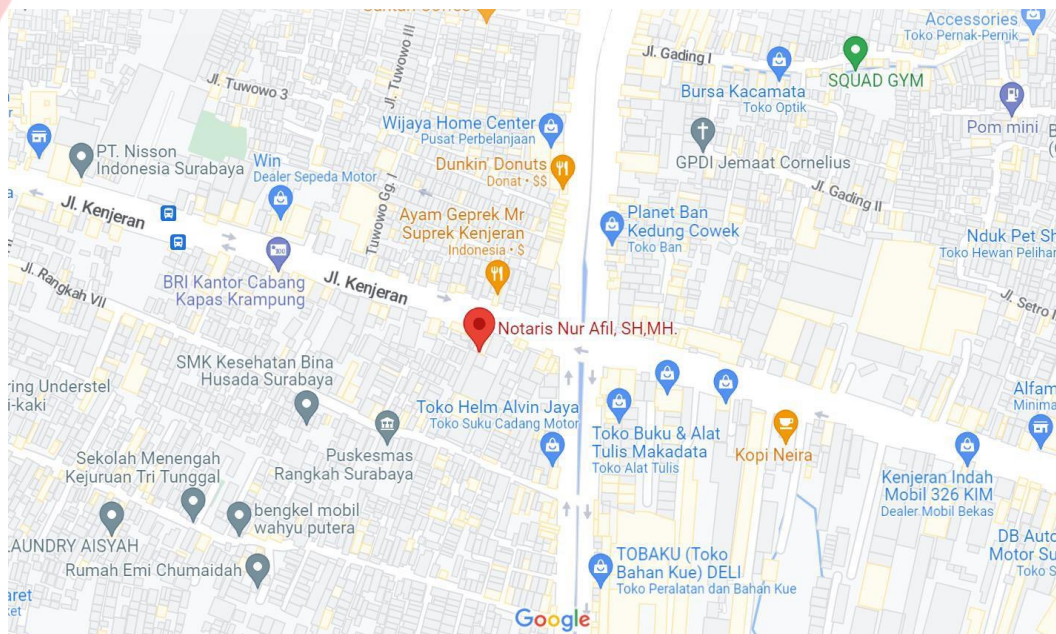 Accessories
Toko Pernak-Pernik
Jl. Gading I
SQUAD GYM
Bursa Kacamata
Toko Optik
Pom mini
Jl. Tuwowo III
Jl. Tuwowo 3
Wijaya Home Center
Pusat Perbelanjaan
GPDI Jemaat Cornelius
PT. Nisson
Indonesia Surabaya
Win
Dealer Sepeda Motor
Dunkin' Donuts
Donat • $$
Jl. Gading II
Tuwowo Gg. I
Jl. Kenjeran
Ayam Geprek Mr
Suprek Kenjeran
Indonesia • $
Planet Ban
Kedung Cowek
Toko Ban
Nduk Pet Sh
Toko Hewan Pelihar
Jl. Rangkah VII
BRI Kantor Cabang
Kapas Krampung
Jl. Kenjeran
Jl. Setro I
Notaris Nur Afil, SH,MH.
SMK Kesehatan Bina
Husada Surabaya
ring Understel
i-kaki
Alfam
Minima
Toko Helm Alvin Jaya
Toko Suku Cadang Motor
Toko Buku & Alat
Tulis Makadata
Toko Alat Tulis
Kopi Neira
Puskesmas
Rangkah Surabaya
Sekolah Menengah
Kejuruan Tri Tunggal
Kenjeran Indah
Mobil 326 KIM
Dealer Mobil Bekas
bengkel mobil
wahyu putera
LAUNDRY AISYAH
DB Auto
Motor Su
Toko S
Rumah Emi Chumaidah
TOBAKU (Toko
Bahan Kue) DELI
Toko Peralatan dan Bahan Kue
aret
ket
Google